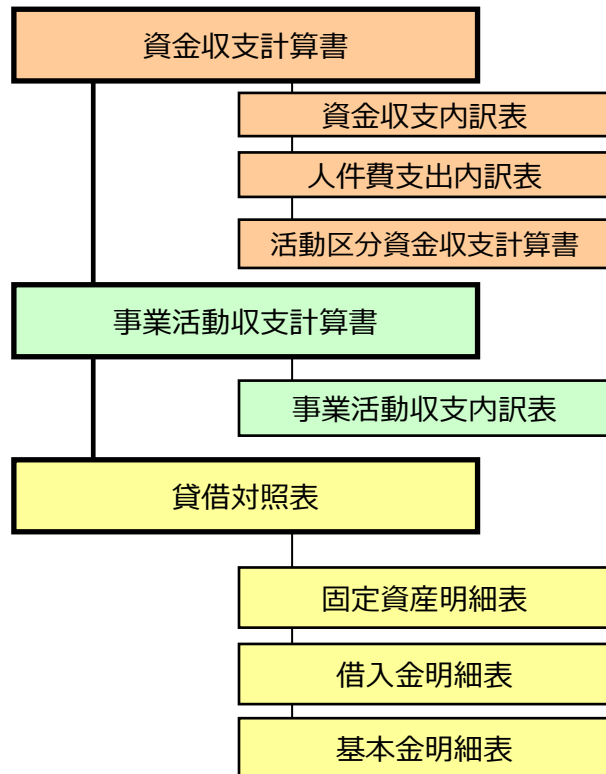 資金収支計算書
資金収支内訳表
人件費支出内訳表
活動区分資金収支計算書
事業活動収支計算書
事業活動収支内訳表
貸借対照表
固定資産明細表
借入金明細表
基本金明細表